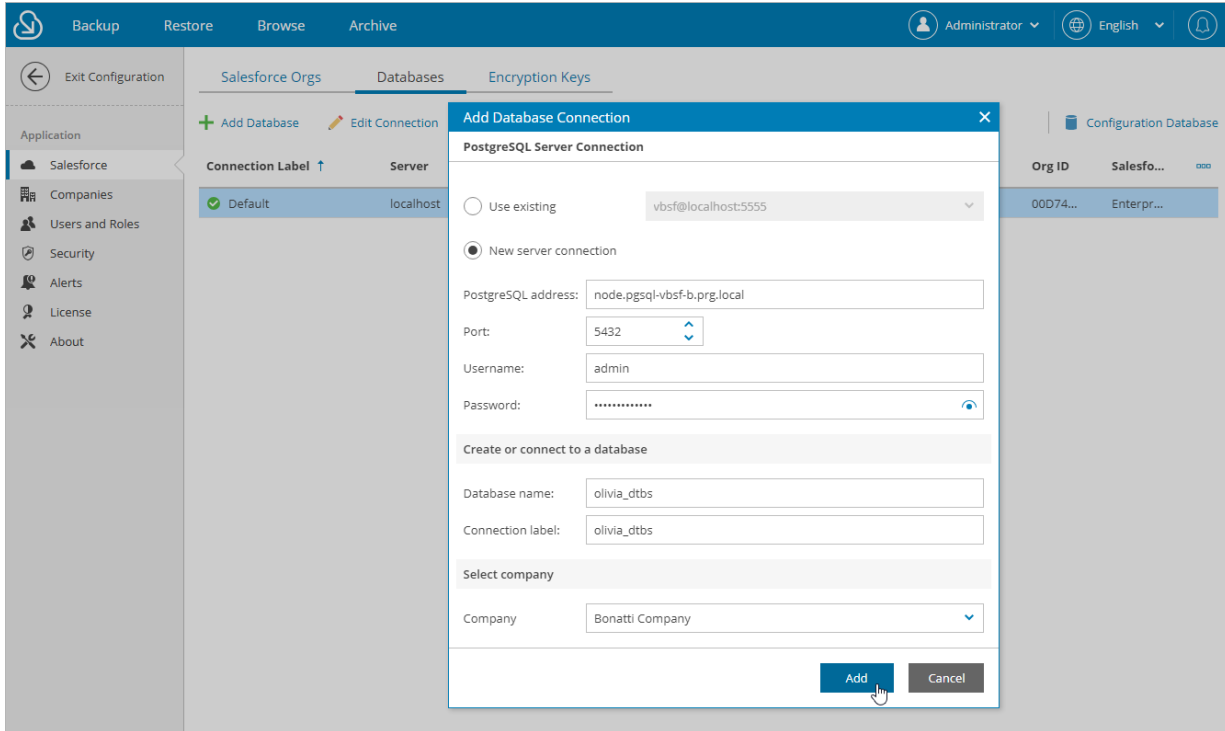 Backup Restore Browse Archive Administrator English
Exit Configuration Salesforce Orgs Databases Encryption Keys
Add Database Edit Connection Configuration Database
Application
Salesforce
Companies
Users and Roles
Security
Alerts
License
About
Connection Label ↑ Server Org ID Salesfo...
Default localhost 00D74... Enterpr...
Add Database Connection
PostgreSQL Server Connection
Use existing vbsf@localhost:5555
New server connection
PostgreSQL address: node.pgsql-vbsf-b.prg.local
Port: 5432
Username: admin
Password: •••••••••••••
Create or connect to a database
Database name: olivia_dtbs
Connection label: olivia_dtbs
Select company
Company Bonatti Company
Add Cancel